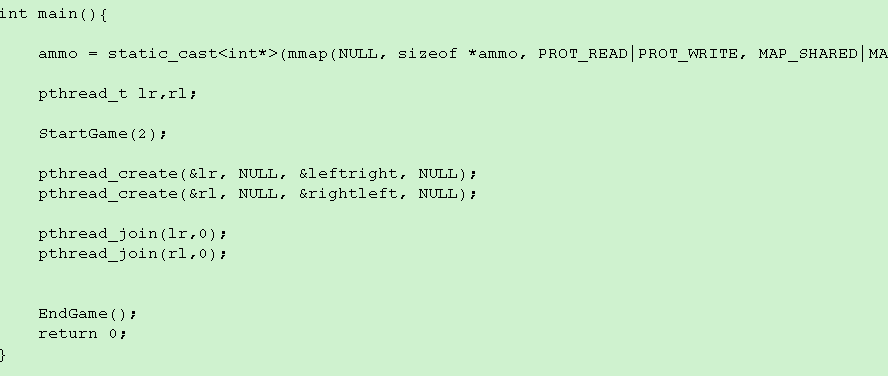 int main(){
ammo = static_cast<int*>(mmap(NULL, sizeof *ammo, PROT_READ|PROT_WRITE, MAP_SHARED|MA
pthread_t lr,rl;
StartGame(2);
pthread_create(&lr, NULL, &leftright, NULL);
pthread_create(&rl, NULL, &rightleft, NULL);
pthread_join(lr,0);
pthread_join(rl,0);
EndGame();
return 0;
}